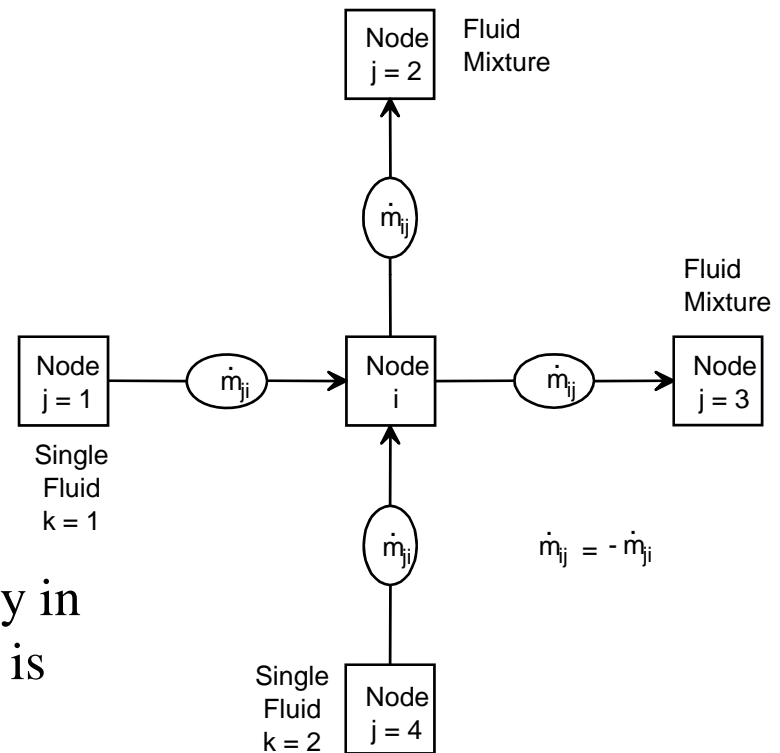 Node
j = 2
Fluid
Mixture
ṁij
Fluid
Mixture
Node
j = 1
ṁji
Node
i
ṁij
Node
j = 3
Single
Fluid
k = 1
ṁji
ṁij = - ṁji
y in
is
Single
Fluid
k = 2
Node
j = 4